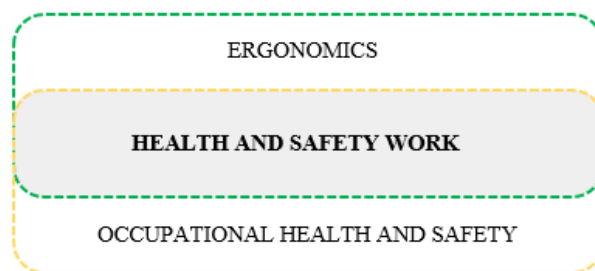 ERGONOMICS
HEALTH AND SAFETY WORK
OCCUPATIONAL HEALTH AND SAFETY